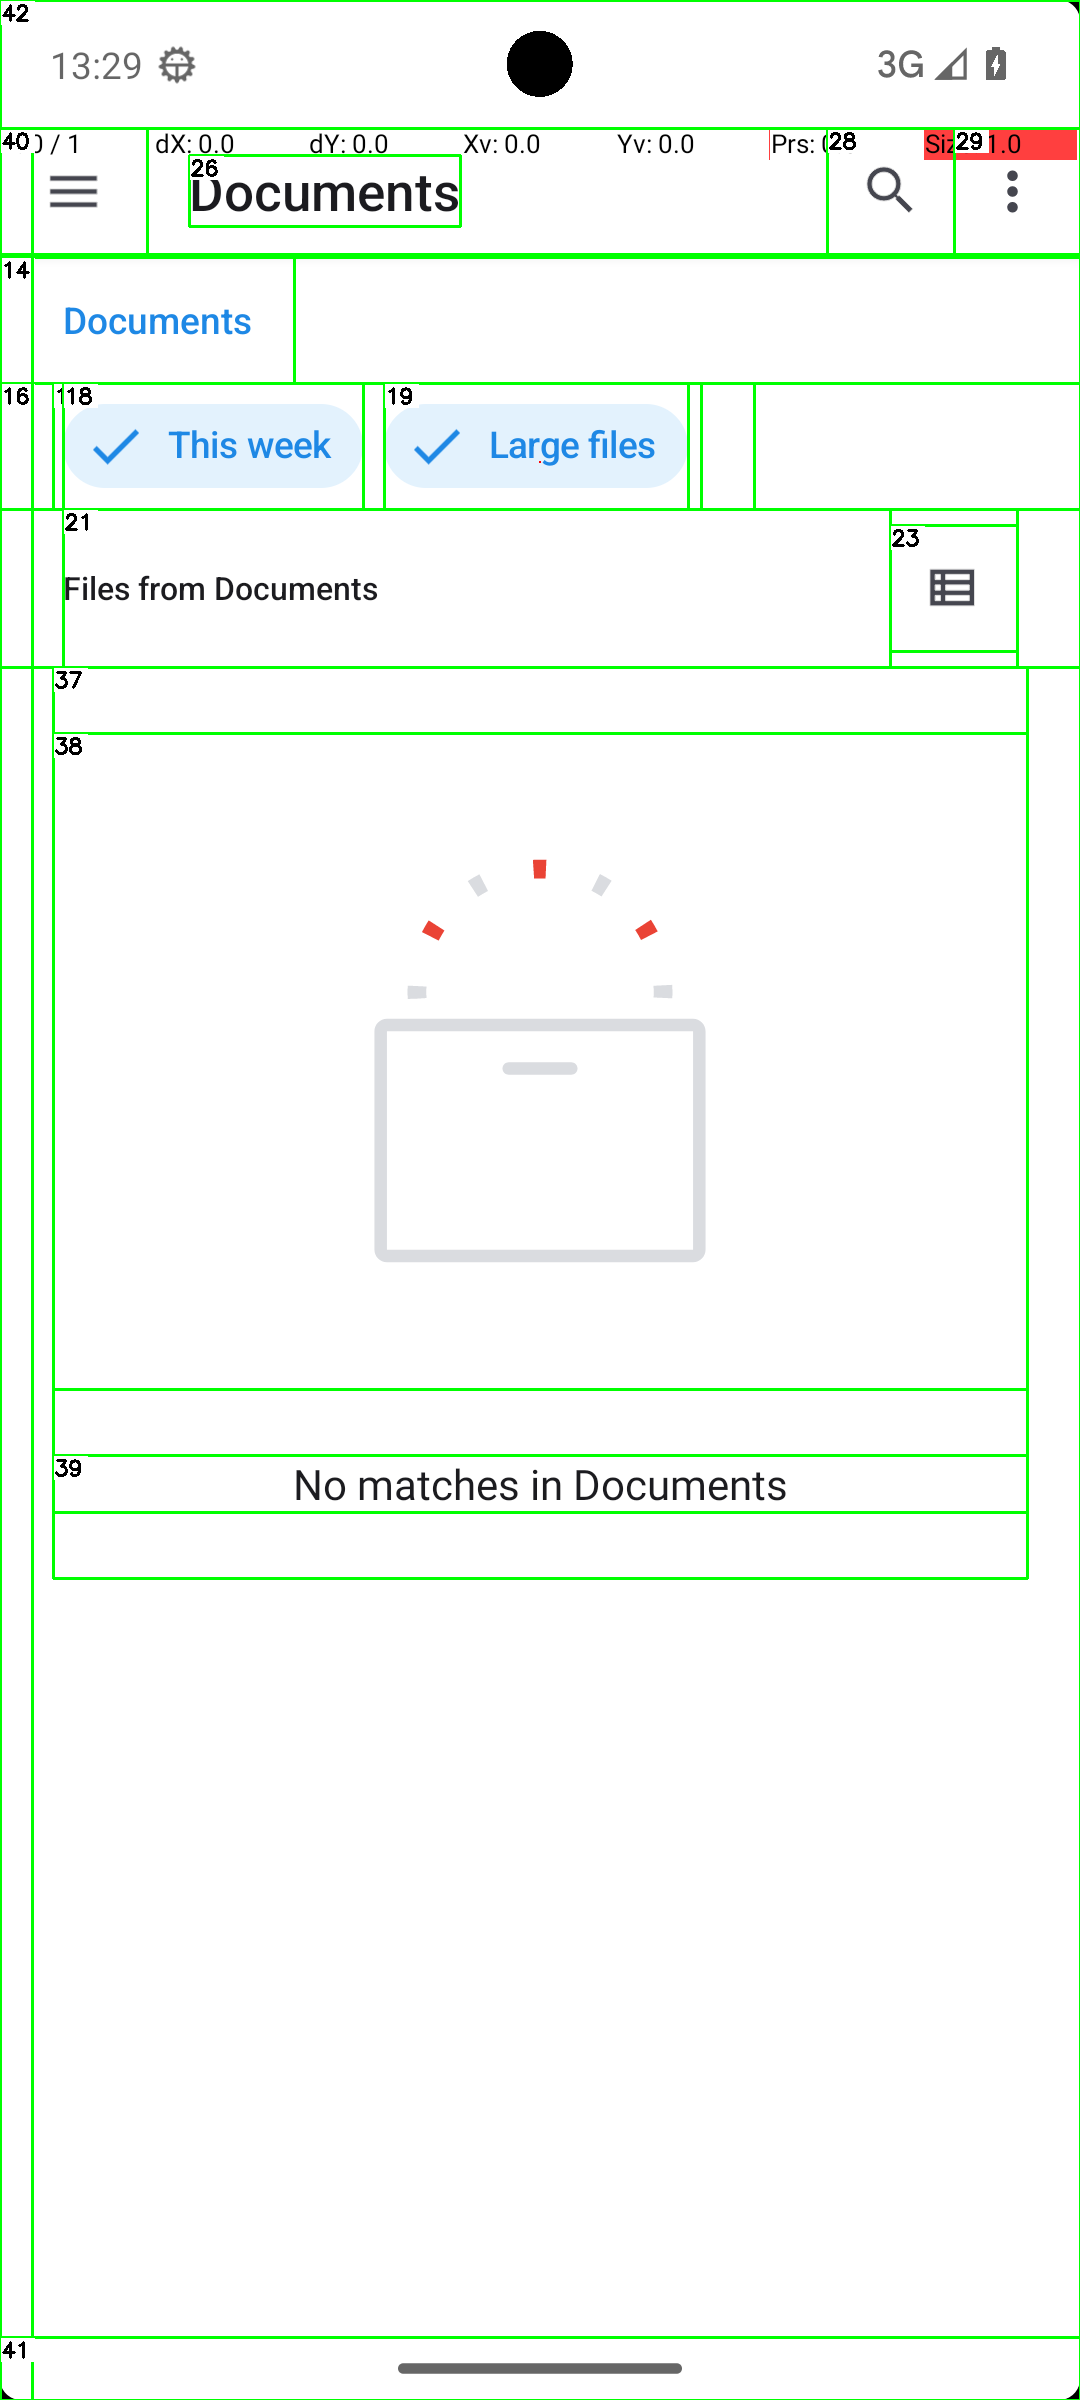 42
13:29
3G
40
0 / 1
dX: 0.0
dY: 0.0
Xv: 0.0
Yv: 0.0
Prs:
28
29
1.0
26
Documents
14
Documents
16
18
This week
19
Large files
21
Files from Documents
23
37
38
39
No matches in Documents
41